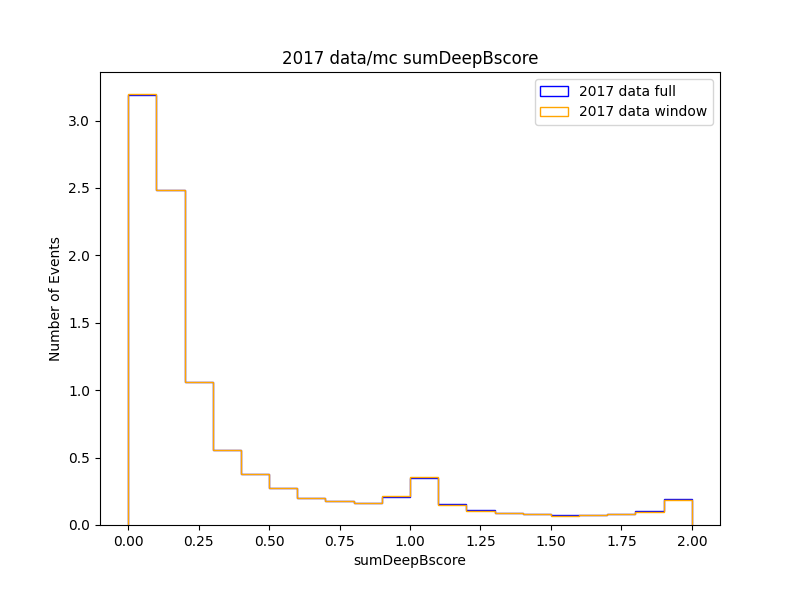 2017 data/mc sumDeepBscore
2017 data full
2017 data window
Number of Events
3.0
2.5
2.0
1.5
1.0
0.5
0.0
0.00 0.25 0.50 0.75 1.00 1.25 1.50 1.75 2.00
sumDeepBscore